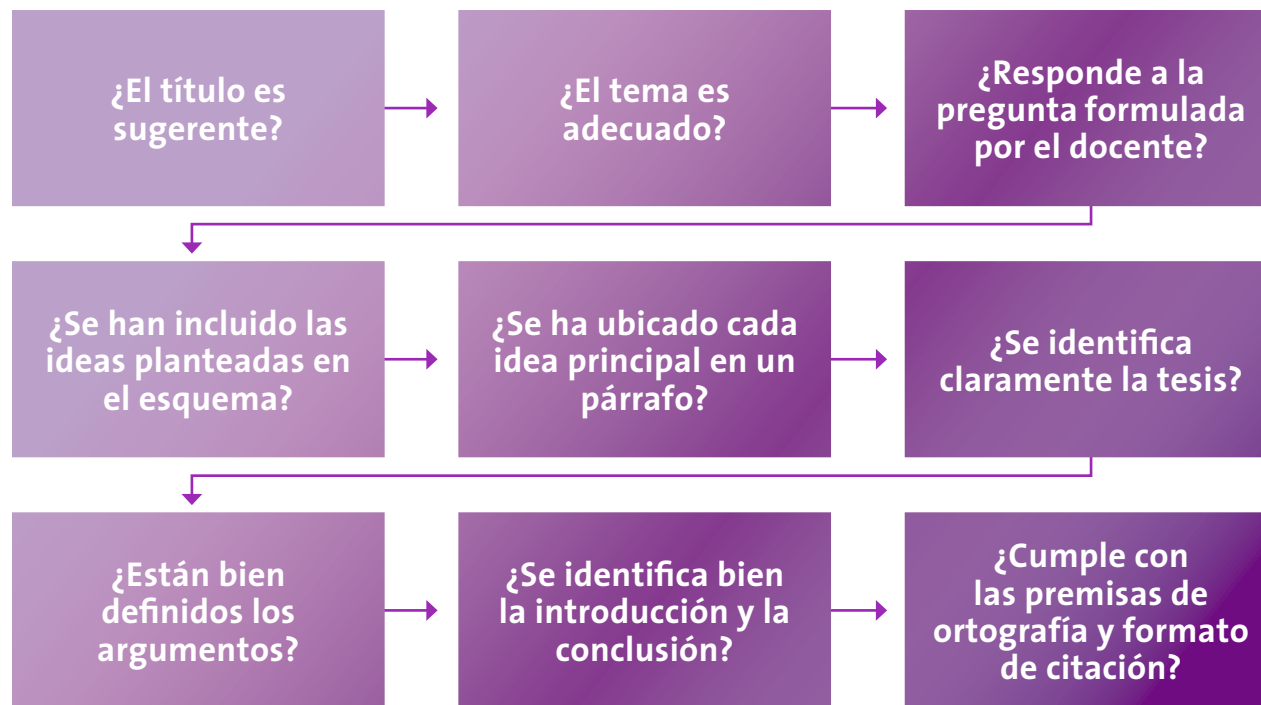 ¿El título es
sugerente?
¿El tema es
adecuado?
¿Responde a la
pregunta formulada
por el docente?
¿Se han incluido las
ideas planteadas en
el esquema?
¿Se ha ubicado cada
idea principal en un
párrafo?
¿Se identifica
claramente la tesis?
¿Están bien
definidos los
argumentos?
¿Se identifica bien
la introducción y la
conclusión?
¿Cumple con
las premisas de
ortografía y formato
de citación?